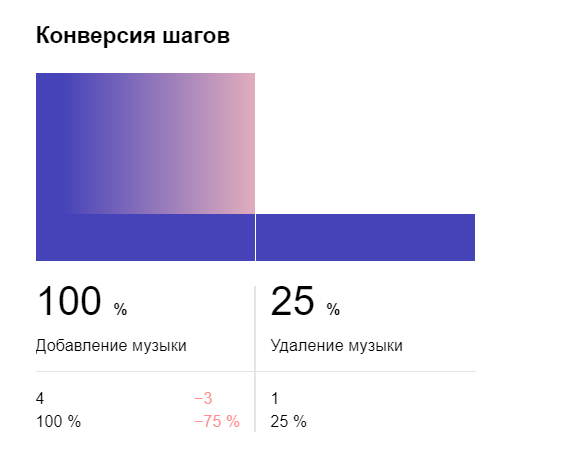 Конверсия шагов
100 %
Добавление музыки
4 −3
100 % −75 %
25 %
Удаление музыки
1
25 %